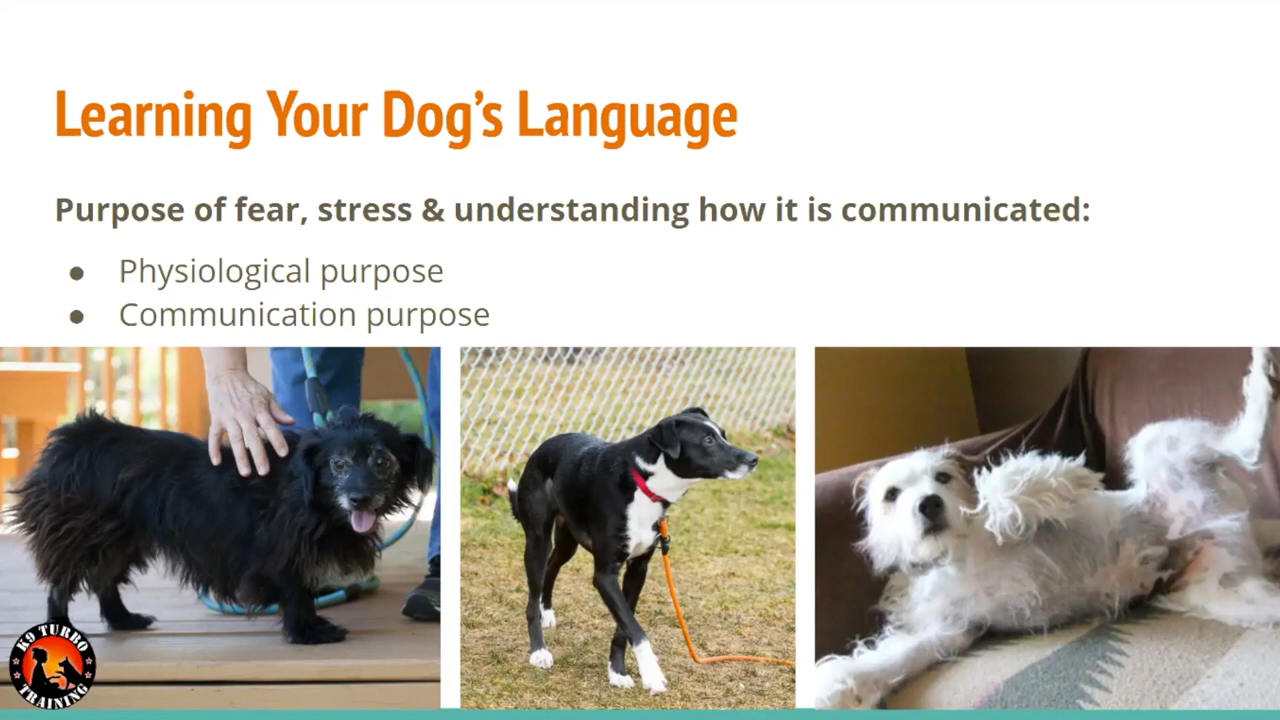 Learning Your Dog's Language
Purpose of fear, stress & understanding how it is communicated:
● Physiological purpose
● Communication purpose
K9 TURBO
TRAINING